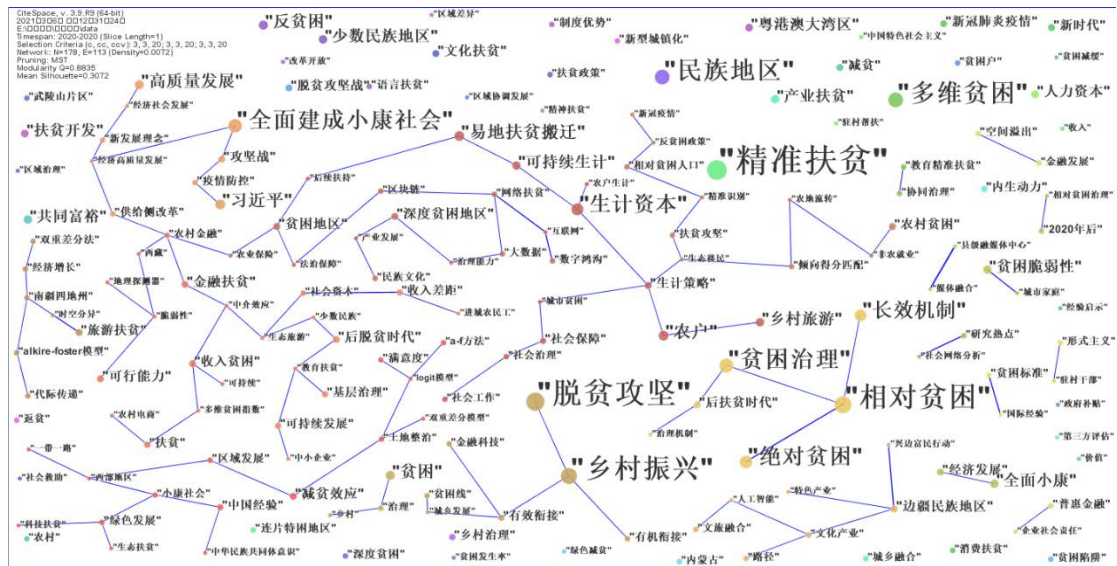 CiteSpace, v. 3.9.R9 (64-bit)
Timespan: 2020-2020 (Slice Length=1)
Selection Criteria (c, cc, ccv): 3, 3, 20; 3, 3, 20; 3, 3, 20
Network: N=178, E=113 (Density=0.0072)
Pruning: MST
Modularity Q=0.8835
Mean Silhouette=0.3072
"反贫困"
"区域差异"
"少数民族地区"
"制度优势"
"新型城镇化"
"粤港澳大湾区"
"新冠肺炎疫情"
"新时代"
"中国特色社会主义"
"改革开放"
"文化扶贫"
"高质量发展"
"脱贫攻坚战"
"语言扶贫"
"扶贫政策"
"民族地区"
"减贫"
"贫困户"
"贫困减缓"
"武陵山片区"
"经济社会发展"
"区域协调发展"
"精神扶贫"
"产业扶贫"
"多维贫困"
"人力资本"
"扶贫开发"
"新发展理念"
"全面建成小康社会"
"易地扶贫搬迁"
"新冠疫情"
"驻村帮扶"
"空间溢出"
"收入"
"攻坚战"
"反贫困政策"
"经济高质量发展"
"可持续生计"
"相对贫困人口"
"精准扶贫"
"教育精准扶贫"
"金融发展"
"区域治理"
"疫情防控"
"后续扶持"
"区块链"
"网络扶贫"
"农户生计"
"精准识别"
"协同治理"
"内生动力"
"相对贫困治理"
"习近平"
"生计资本"
"农地流转"
"共同富裕"
"供给侧改革"
"贫困地区"
"深度贫困地区"
"互联网"
"扶贫攻坚"
"农村贫困"
"2020年后"
"双重差分法"
"农村金融"
"产业发展"
"西藏"
"农业保险"
"法治保障"
"治理能力"
"大数据"
"数字鸿沟"
"生态移民"
"倾向得分匹配"
"非农就业"
"县级融媒体中心"
"经济增长"
"地理探测器"
"金融扶贫"
"民族文化"
"生计策略"
"媒体融合"
"贫困脆弱性"
"城市家庭"
"南疆四地州"
"中介效应"
"社会资本"
"收入差距"
"城市贫困"
"时空分异"
"脆弱性"
"少数民族"
"进城农民工"
"长效机制"
"经验启示"
"旅游扶贫"
"生态旅游"
"后脱贫时代"
"a-f方法"
"社会保障"
"农户"
"乡村旅游"
"研究热点"
"形式主义"
"alkire-foster模型"
"收入贫困"
"教育扶贫"
"满意度"
"社会治理"
"贫困治理"
"社会网络分析"
"可行能力"
"可持续"
"基层治理"
"logit模型"
"贫困标准"
"驻村干部"
"代际传递"
"社会工作"
"脱贫攻坚"
"后扶贫时代"
"相对贫困"
"返贫"
"农村电商"
"多维贫困指数"
"可持续发展"
"双重差分模型"
"国际经验"
"政府补贴"
"扶贫"
"土地整治"
"金融科技"
"治理机制"
"第三方评估"
"一带一路"
"中小企业"
"兴边富民行动"
"价值"
"区域发展"
"乡村振兴"
"绝对贫困"
"社会救助"
"西部地区"
"贫困"
"经济发展"
"全面小康"
"小康社会"
"减贫效应"
"贫困线"
"人工智能"
"特色产业"
"中国经验"
"乡村"
"治理"
"城乡发展"
"有效衔接"
"边疆民族地区"
"普惠金融"
"科技扶贫"
"绿色发展"
"连片特困地区"
"乡村治理"
"有机衔接"
"文旅融合"
"文化产业"
"企业社会责任"
"农村"
"生态扶贫"
"中华民族共同体意识"
"深度贫困"
"贫困发生率"
"绿色减贫"
"内蒙古"
"路径"
"城乡融合"
"消费扶贫"
"贫困陷阱"